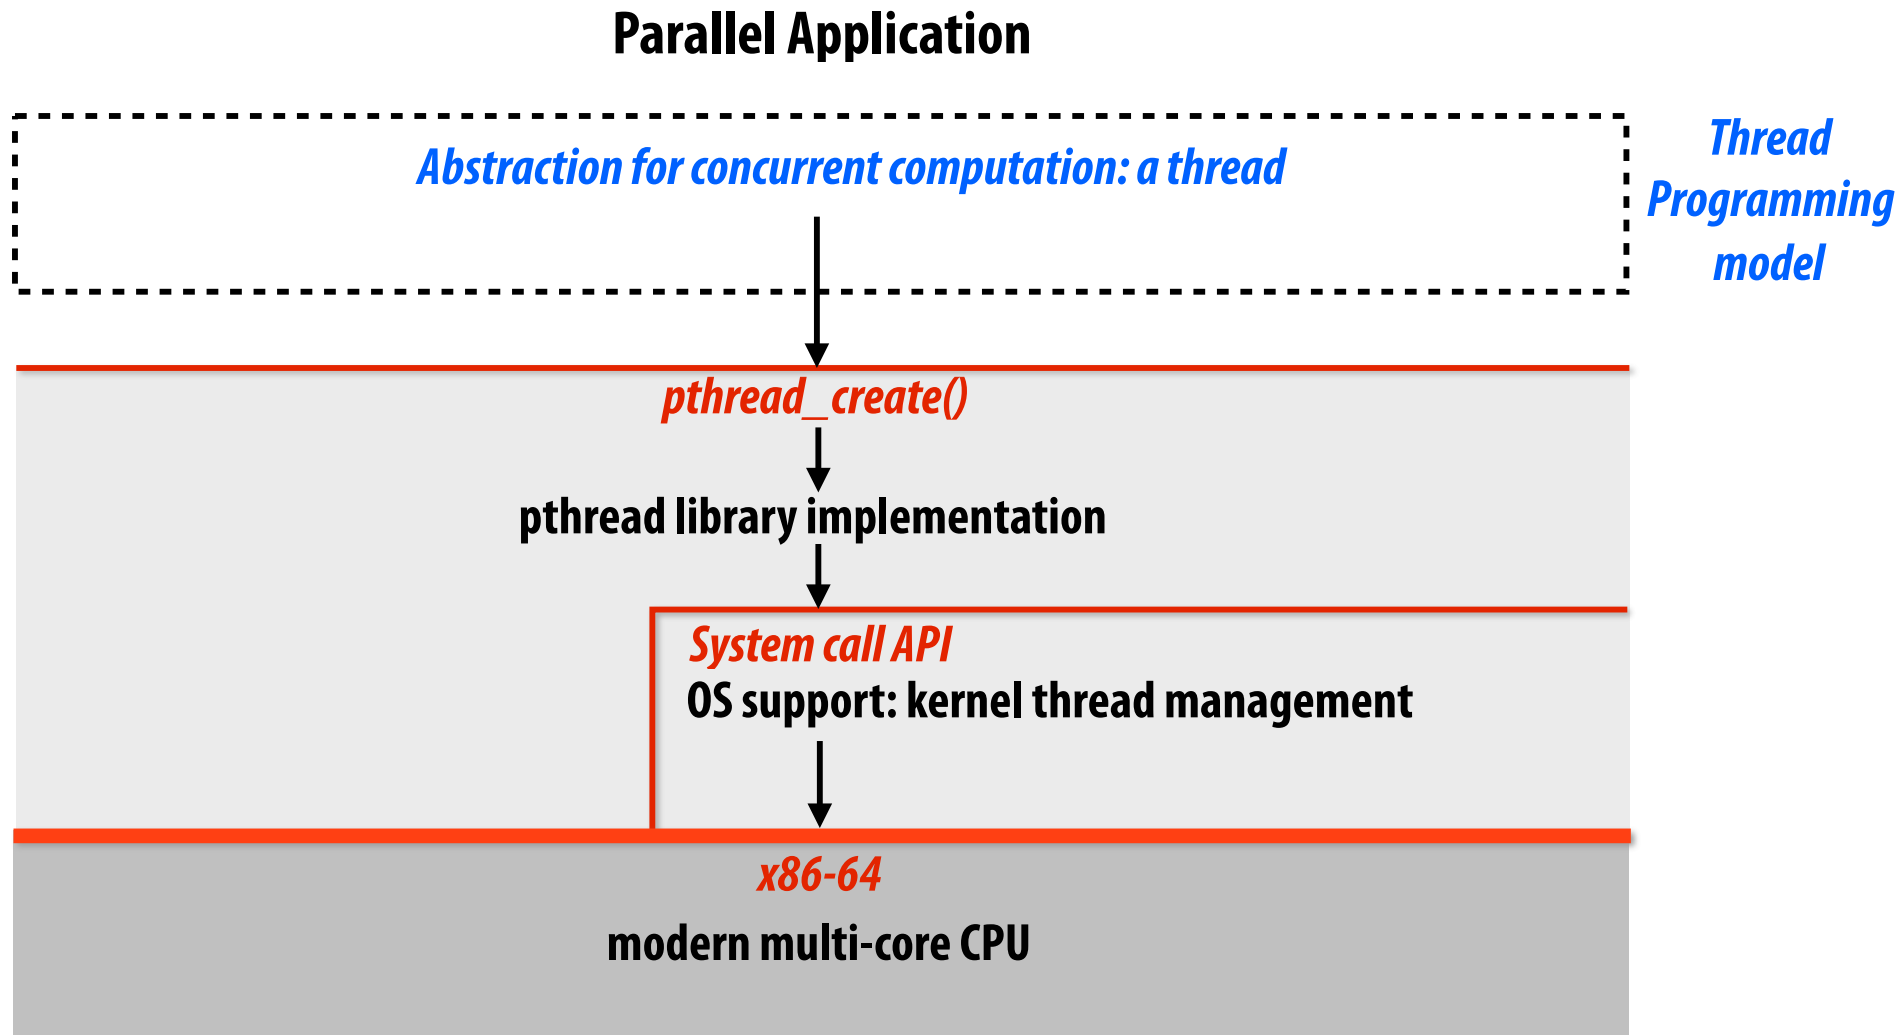 Parallel Application
Abstraction for concurrent computation: a thread
Thread
Programming
model
pthread_create()
pthread library implementation
System call API
OS support: kernel thread management
x86-64
modern multi-core CPU